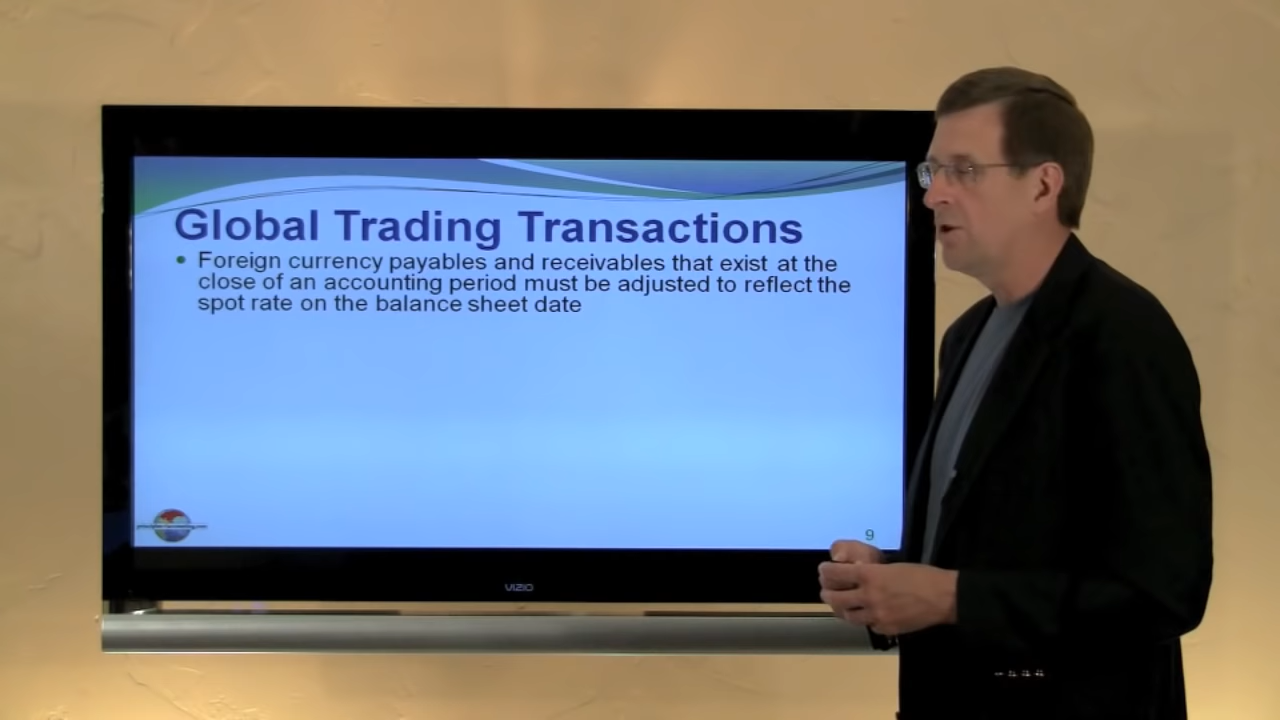 Global Trading Transactions
• Foreign currency payables and receivables that exist at the
close of an accounting period must be adjusted to reflect the
spot rate on the balance sheet date
9
VIZIO